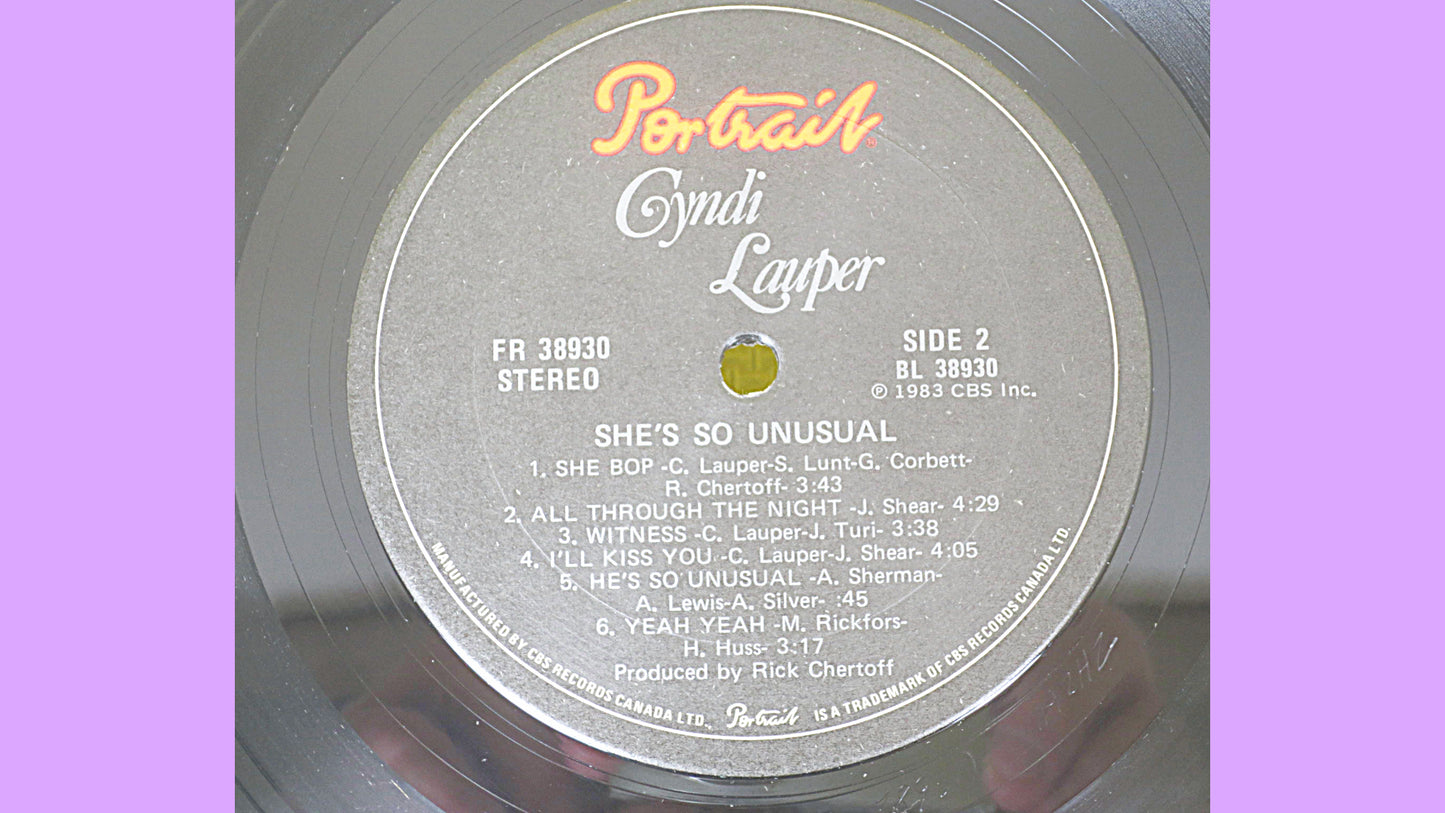 Portrait®
Cyndi
Lauper
FR 38930
STEREO
SIDE 2
BL 38930
℗ 1983 CBS Inc.
SHE'S SO UNUSUAL
1. SHE BOP -C. Lauper-S. Lunt-G. Corbett-
R. Chertoff- 3:43
2. ALL THROUGH THE NIGHT -J. Shear- 4:29
3. WITNESS -C. Lauper-J. Turi- 3:38
4. I'LL KISS YOU -C. Lauper-J. Shear- 4:05
5. HE'S SO UNUSUAL -A. Sherman-
A. Lewis-A. Silver- :45
6. YEAH YEAH -M. Rickfors-
H. Huss- 3:17
Produced by Rick Chertoff
MANUFACTURED BY CBS RECORDS CANADA LTD., Portrait IS A TRADEMARK OF CBS RECORDS CANADA LTD.